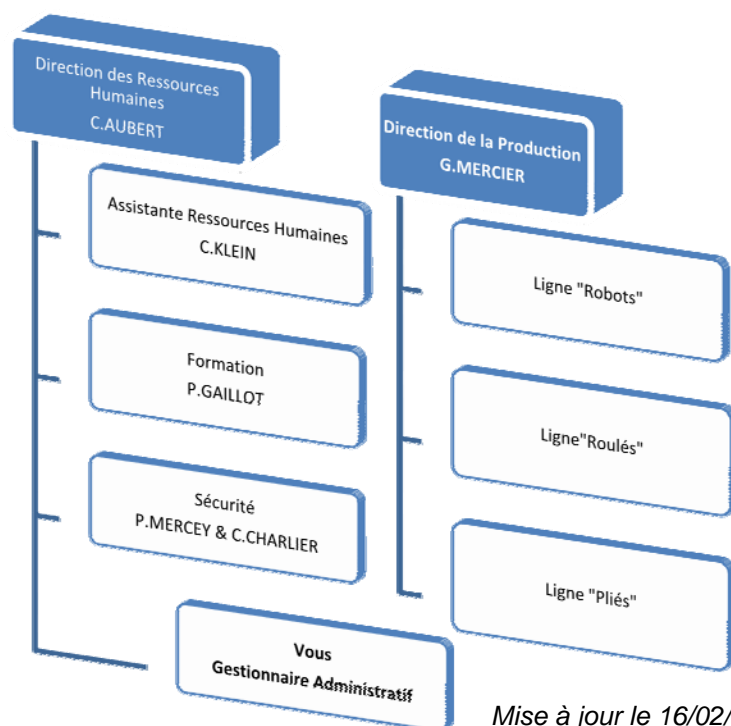 Direction des Ressources
Humaines
C.AUBERT
Assistante Ressources Humaines
C.KLEIN
Formation
P.GAILLOT
Sécurité
P.MERCEY & C.CHARLIER
Vous
Gestionnaire Administratif
Direction de la Production
G.MERCIER
Ligne "Robots"
Ligne"Roulés"
Ligne "Pliés"
Mise à jour le 16/02/